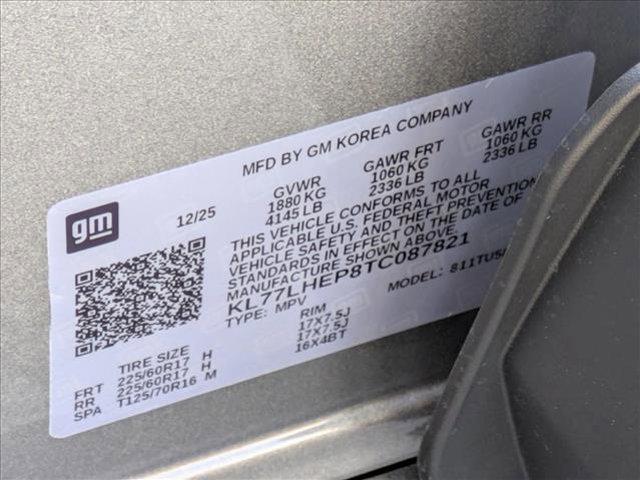 MFD BY GM KOREA COMPANY
gm
12/25
GVWR GAWR FRT GAWR RR
1880 KG 1060 KG 1060 KG
4145 LB 2336 LB 2336 LB
THIS VEHICLE CONFORMS TO ALL
APPLICABLE U.S. FEDERAL MOTOR
VEHICLE SAFETY AND THEFT PREVENTION
STANDARDS IN EFFECT ON THE DATE OF
MANUFACTURE SHOWN ABOVE.
KL77LHEP8TC087821
TYPE: MPV MODEL: 811TUS
TIRE SIZE RIM
FRT 225/60R17 H 17X7.5J
RR 225/60R17 H 17X7.5J
SPA T125/70R16 M 16X4BT